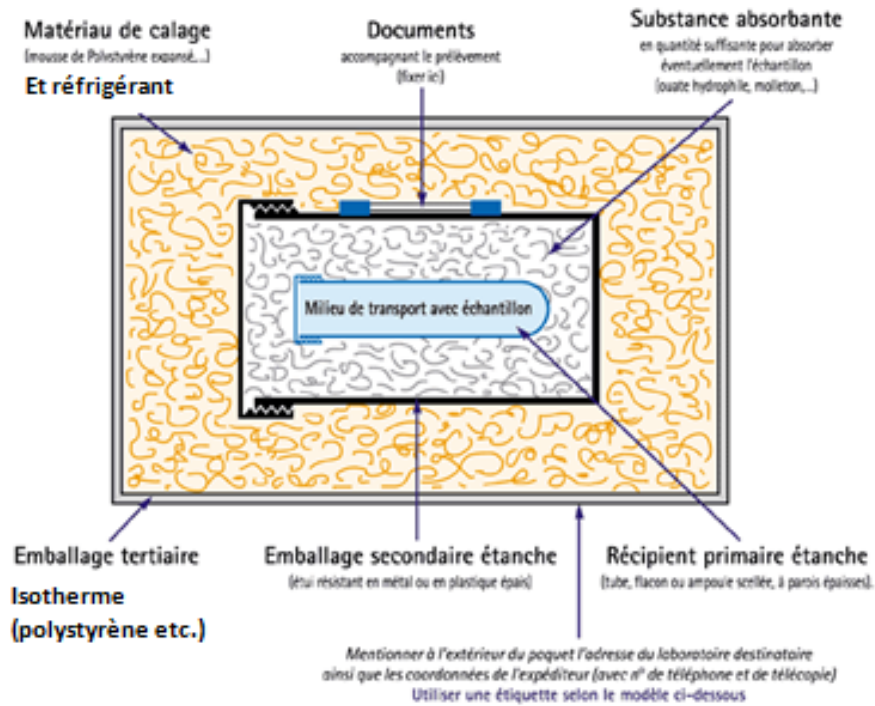 Matériau de calage
(mousse de Polystyrène expansé,...)
Et réfrigérant
Documents
accompagnant le prélèvement
(fixer ici)
Substance absorbante
en quantité suffisante pour absorber
éventuellement l'échantillon
(ouate hydrophile, molleton,...)
Milieu de transport avec échantillon
Emballage tertiaire
Isotherme
(polystyrène etc.)
Emballage secondaire étanche
(étui résistant en métal ou en plastique épais)
Récipient primaire étanche
(tube, flacon ou ampoule scellée, à parois épaisses).
Mentionner à l'extérieur du paquet l'adresse du laboratoire destinataire
ainsi que les coordonnées de l'expéditeur (avec n° de téléphone et de télécopie)
Utiliser une étiquette selon le modèle ci-dessous